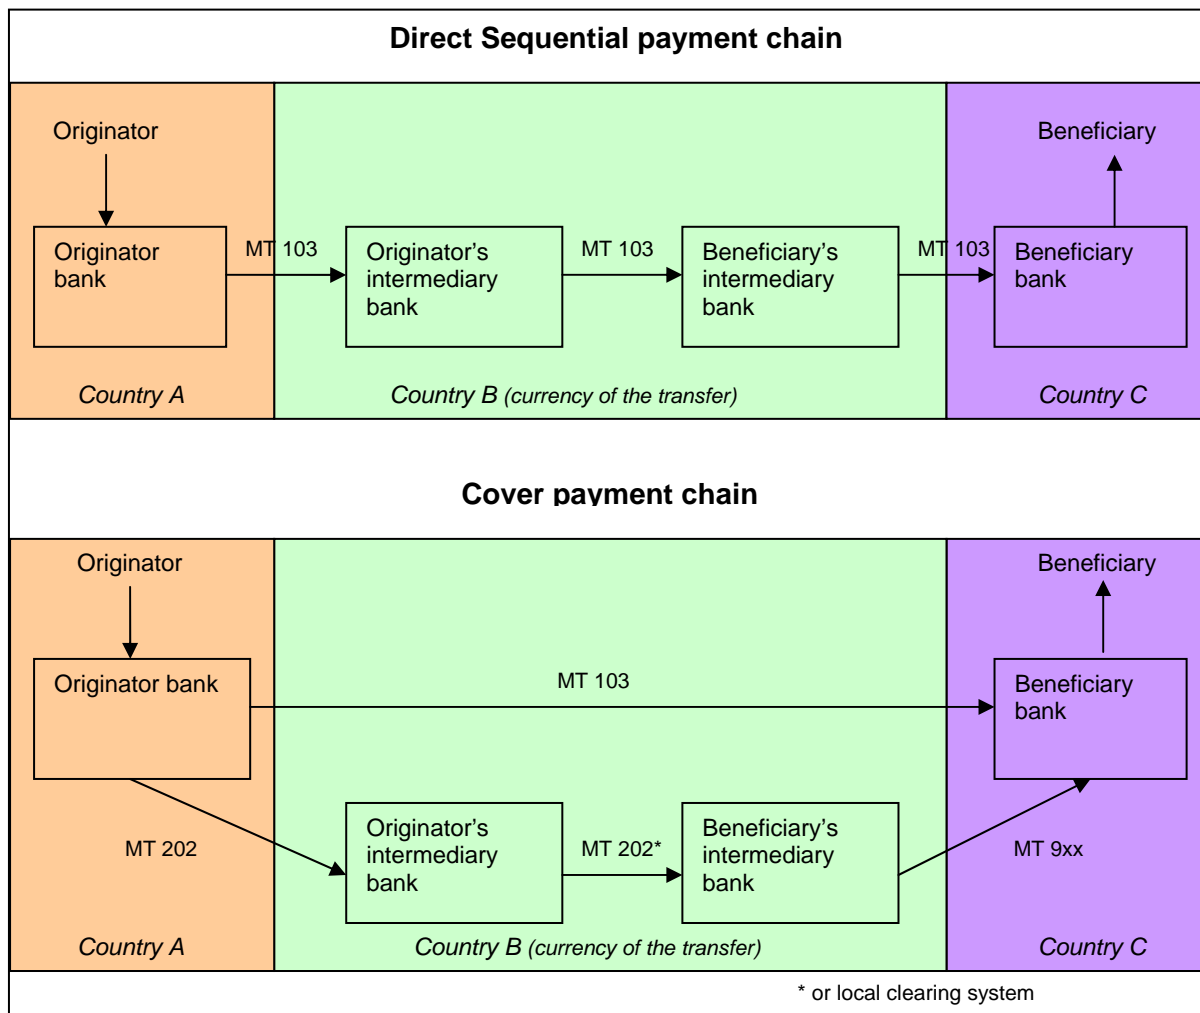 Direct Sequential payment chain
Originator
Beneficiary
Originator
bank
MT 103
Originator's
intermediary
bank
MT 103
Beneficiary's
intermediary
bank
MT 103
Beneficiary
bank
Country A
Country B (currency of the transfer)
Country C
Cover payment chain
Originator
Beneficiary
Originator bank
MT 103
Beneficiary
bank
MT 202
Originator's
intermediary
bank
MT 202*
Beneficiary's
intermediary
bank
MT 9xx
Country A
Country B (currency of the transfer)
Country C
* or local clearing system